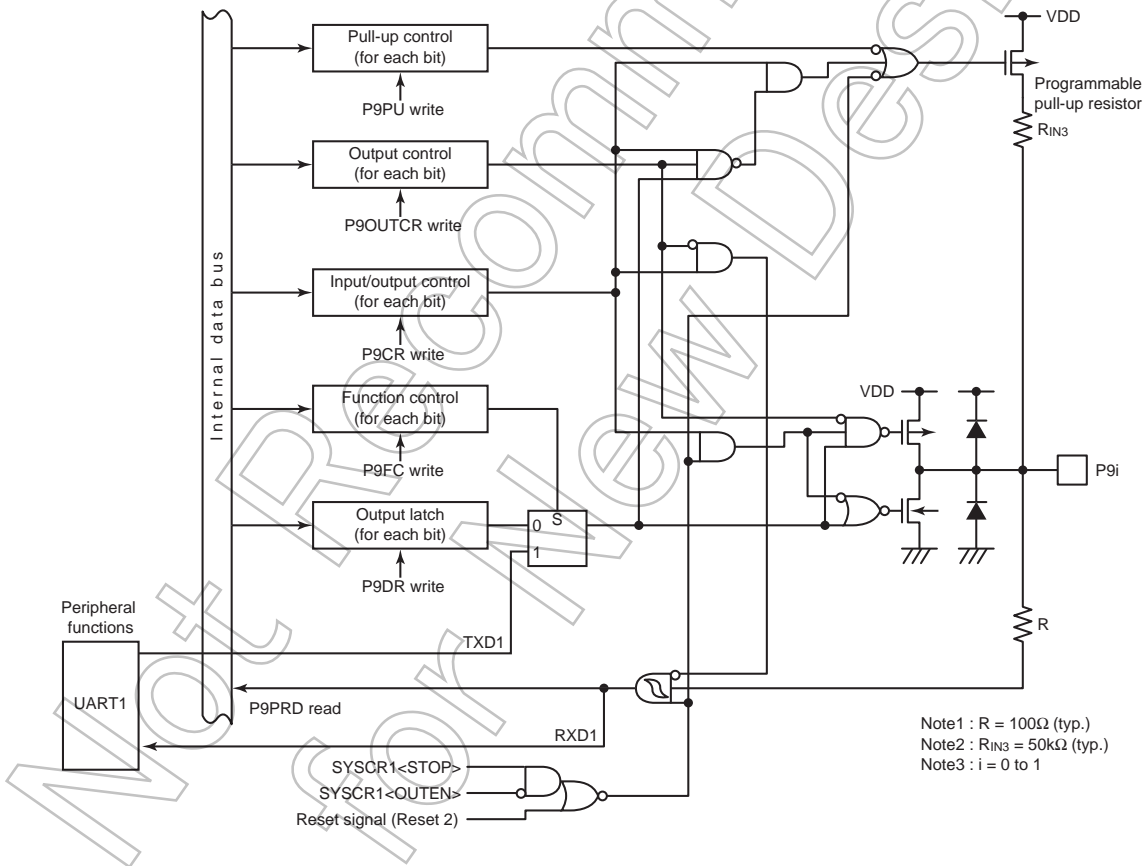 VDD
Pull-up control
(for each bit)
P9PU write
Programmable
pull-up resistor
RIN3
Output control
(for each bit)
P9OUTCR write
Internal data bus
Input/output control
(for each bit)
P9CR write
Function control
(for each bit)
P9FC write
VDD
P9i
Output latch
(for each bit)
P9DR write
S
0
1
Peripheral
functions
TXD1
R
UART1
P9PRD read
RXD1
Note1 : R = 100Ω (typ.)
Note2 : RIN3 = 50kΩ (typ.)
Note3 : i = 0 to 1
SYSCR1<STOP>
SYSCR1<OUTEN>
Reset signal (Reset 2)
Not Recomm
for New Des